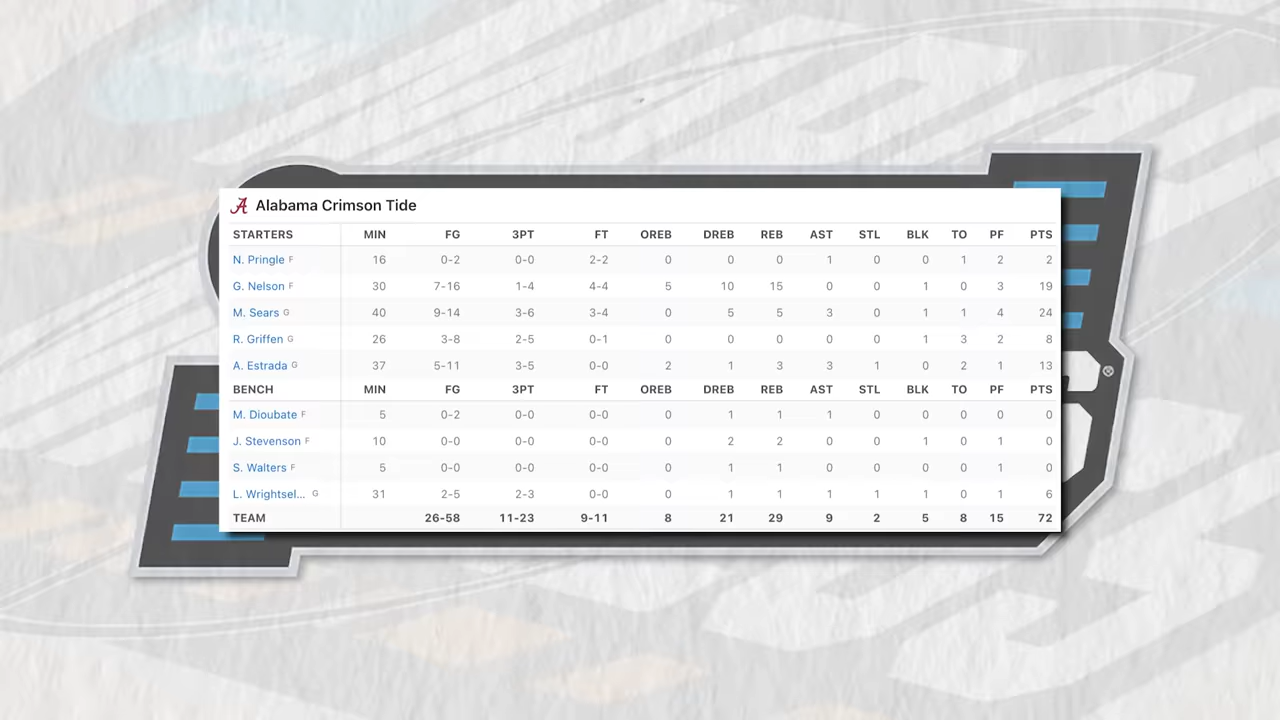 Alabama Crimson Tide
STARTERS MIN FG 3PT FT OREB DREB REB AST STL BLK TO PF PTS
N. Pringle F 16 0-2 0-0 2-2 0 0 0 1 0 0 1 2 2
G. Nelson F 30 7-16 1-4 4-4 5 10 15 0 0 1 0 3 19
M. Sears G 40 9-14 3-6 3-4 0 5 5 3 0 1 1 4 24
R. Griffen G 26 3-8 2-5 0-1 0 0 0 0 0 1 3 2 8
A. Estrada G 37 5-11 3-5 0-0 2 1 3 3 1 0 2 1 13
BENCH MIN FG 3PT FT OREB DREB REB AST STL BLK TO PF PTS
M. Dioubate F 5 0-2 0-0 0-0 0 1 1 1 0 0 0 0 0
J. Stevenson F 10 0-0 0-0 0-0 0 2 2 0 0 1 0 1 0
S. Walters F 5 0-0 0-0 0-0 0 1 1 0 0 0 0 1 0
L. Wrightsel... G 31 2-5 2-3 0-0 0 1 1 1 1 1 0 1 6
TEAM 26-58 11-23 9-11 8 21 29 9 2 5 8 15 72